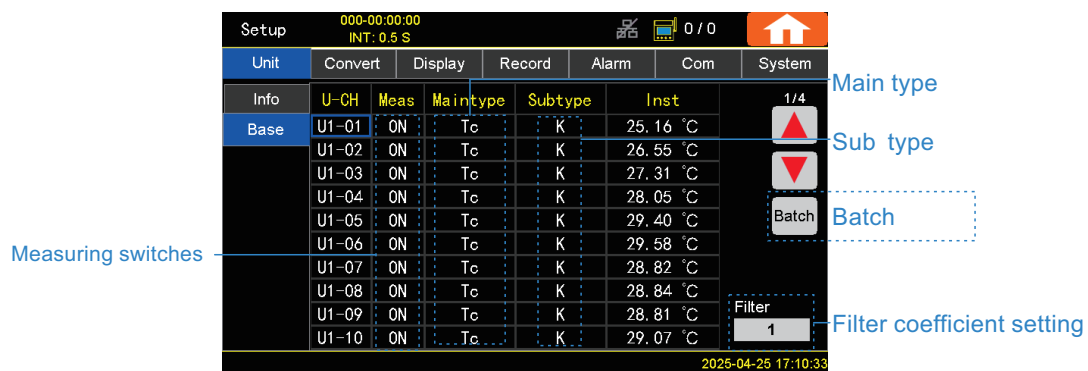 Setup 000-00:00:00 0 / 0
INT: 0.5 S
Unit Convert Display Record Alarm Com System
Main type
Info U-CH Meas Maintype Subtype Inst 1/4
Base U1-01 ON Tc K 25.16 °C
Sub type
U1-02 ON Tc K 26.55 °C
U1-03 ON Tc K 27.31 °C
U1-04 ON Tc K 28.05 °C
U1-05 ON Tc K 29.40 °C Batch Batch
U1-06 ON Tc K 29.58 °C
Measuring switches
U1-07 ON Tc K 28.82 °C
U1-08 ON Tc K 28.84 °C
U1-09 ON Tc K 28.81 °C Filter
U1-10 ON Tc K 29.07 °C 1 Filter coefficient setting
2025-04-25 17:10:33